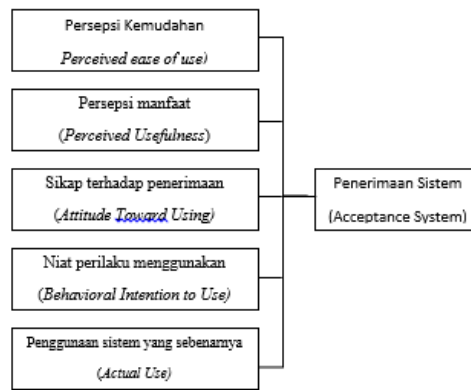 Persepsi Kemudahan
Perceived ease of use)
Persepsi manfaat
(Perceived Usefulness)
Sikap terhadap penerimaan
(Attitude Toward Using)
Niat perilaku menggunakan
(Behavioral Intention to Use)
Penggunaan sistem yang sebenarnya
(Actual Use)
Penerimaan Sistem
(Acceptance System)